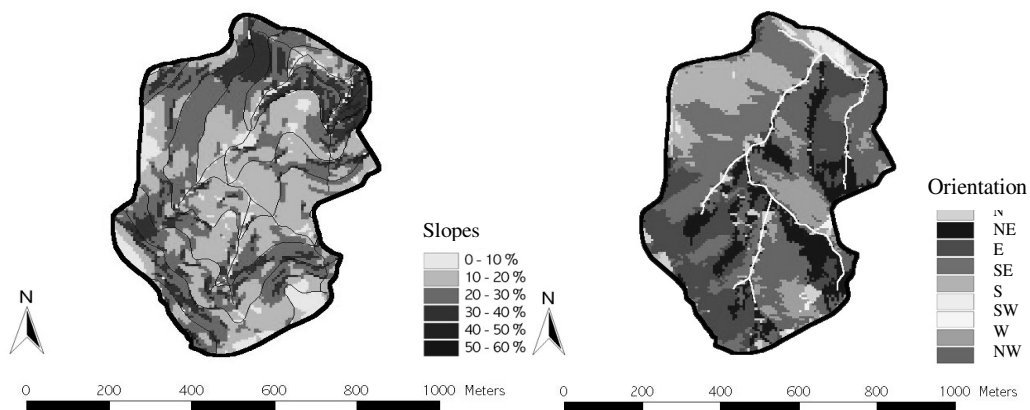 Slopes
0 - 10 %
10 - 20 %
20 - 30 %
30 - 40 %
40 - 50 %
50 - 60 %
N
0 200 400 600 800 1000 Meters
Orientation
N
NE
E
SE
S
SW
W
NW
N
0 200 400 600 800 1000 Meters